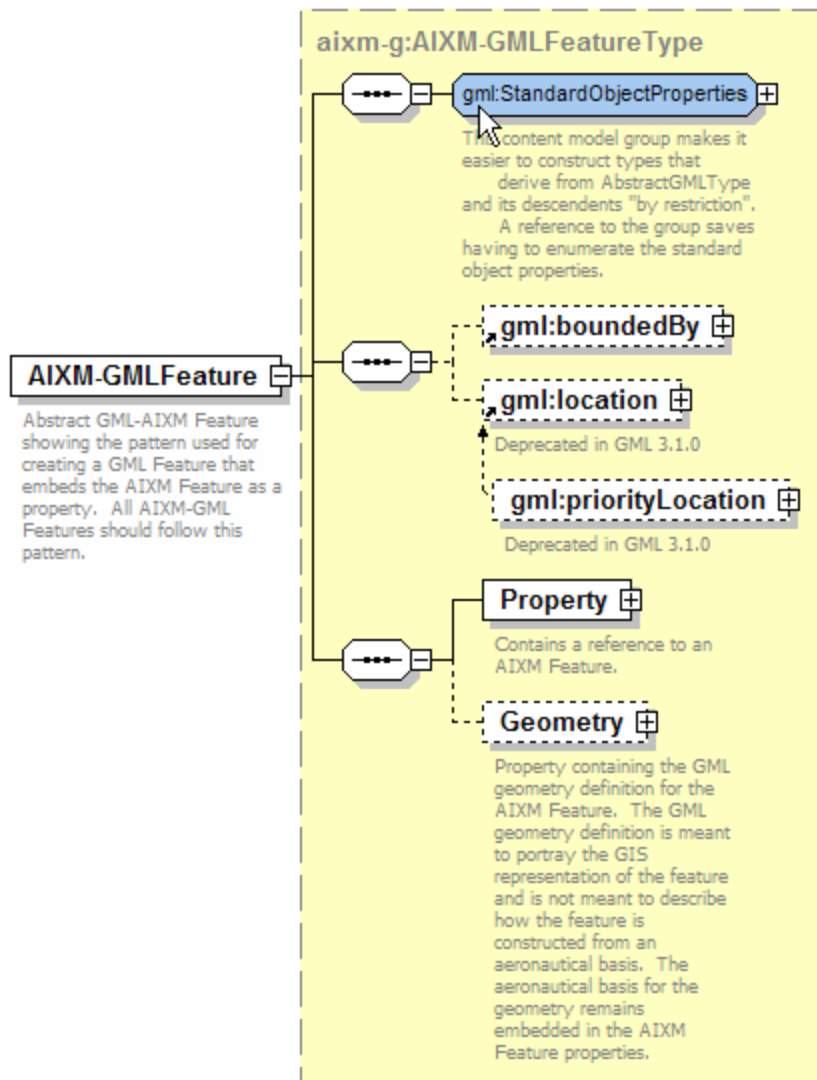 aixm-g:AIXM-GMLFeatureType
gml:StandardObjectProperties
This content model group makes it
easier to construct types that
derive from AbstractGMLType
and its descendents "by restriction".
A reference to the group saves
having to enumerate the standard
object properties.
gml:boundedBy
AIXM-GMLFeature
Abstract GML-AIXM Feature
showing the pattern used for
creating a GML Feature that
embeds the AIXM Feature as a
property. All AIXM-GML
Features should follow this
pattern.
gml:location
Deprecated in GML 3.1.0
gml:priorityLocation
Deprecated in GML 3.1.0
Property
Contains a reference to an
AIXM Feature.
Geometry
Property containing the GML
geometry definition for the
AIXM Feature. The GML
geometry definition is meant
to portray the GIS
representation of the feature
and is not meant to describe
how the feature is
constructed from an
aeronautical basis. The
aeronautical basis for the
geometry remains
embedded in the AIXM
Feature properties.